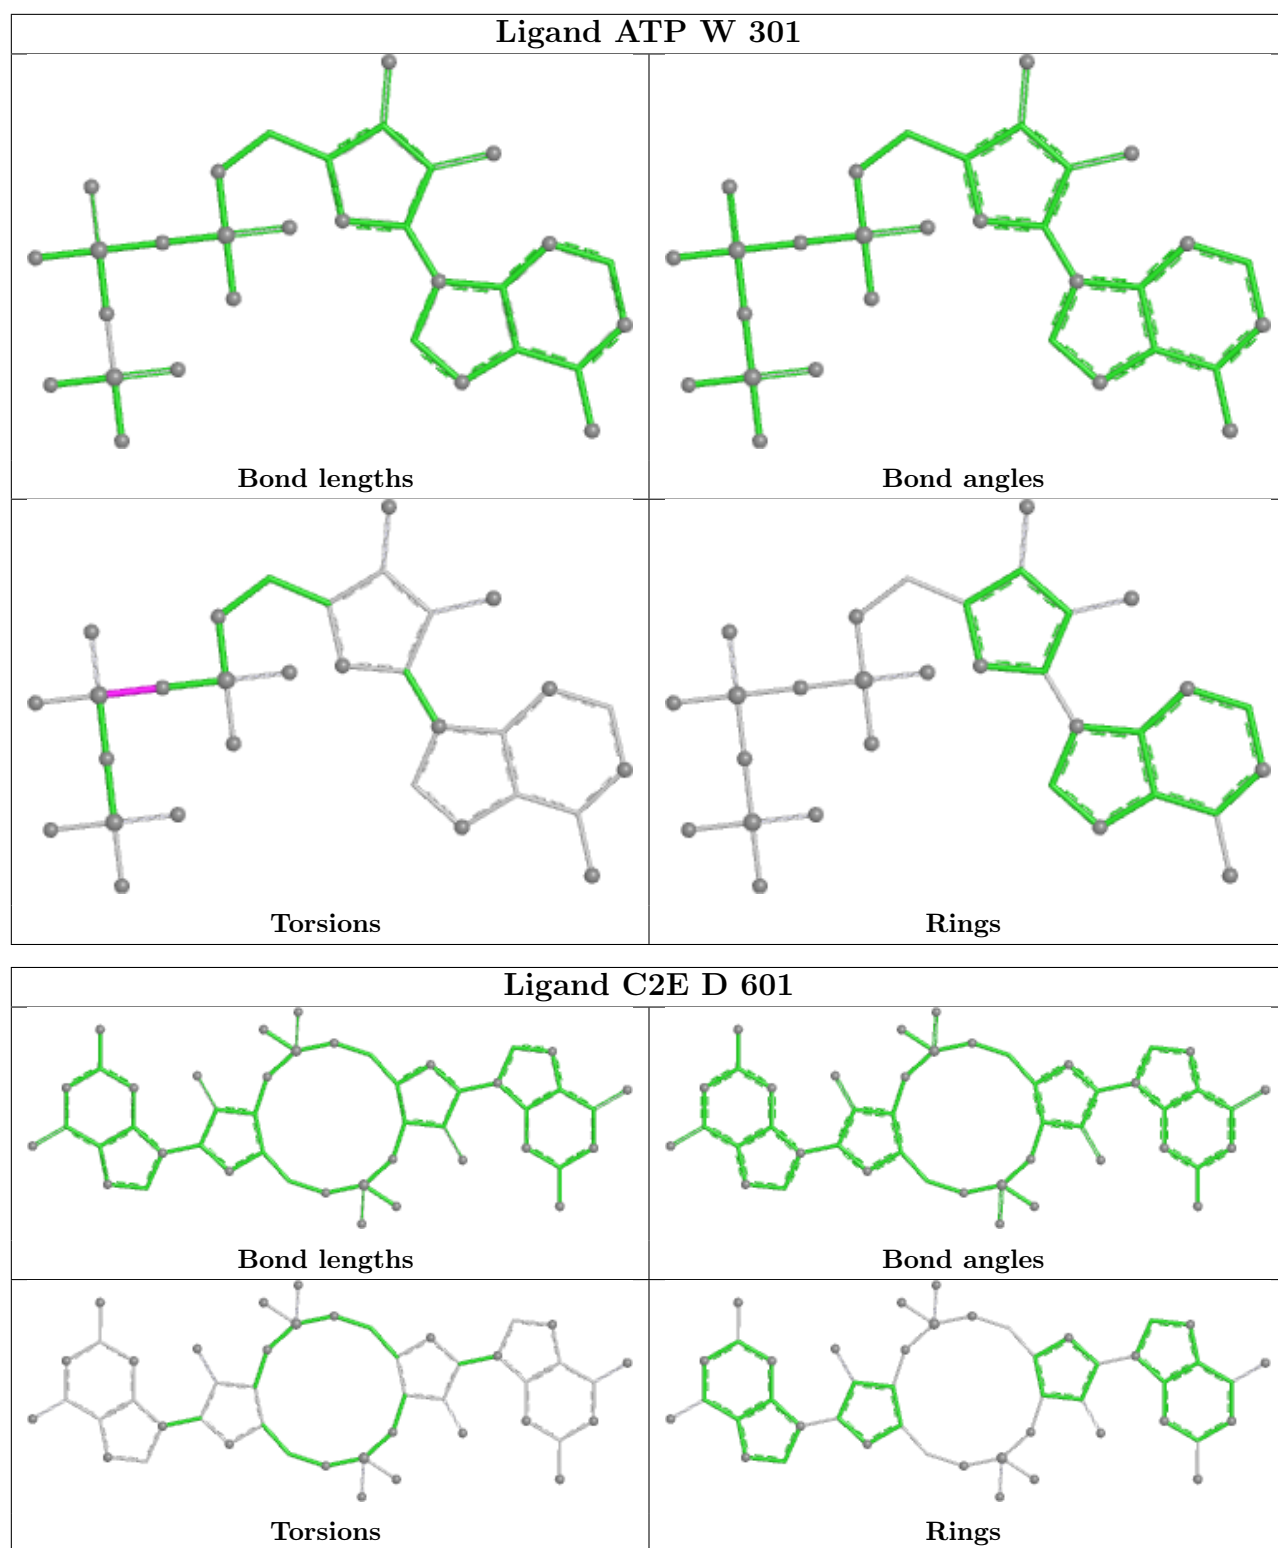 Ligand ATP W 301
Bond lengths
Bond angles
Torsions
Rings
Ligand C2E D 601
Bond lengths
Bond angles
Torsions
Rings